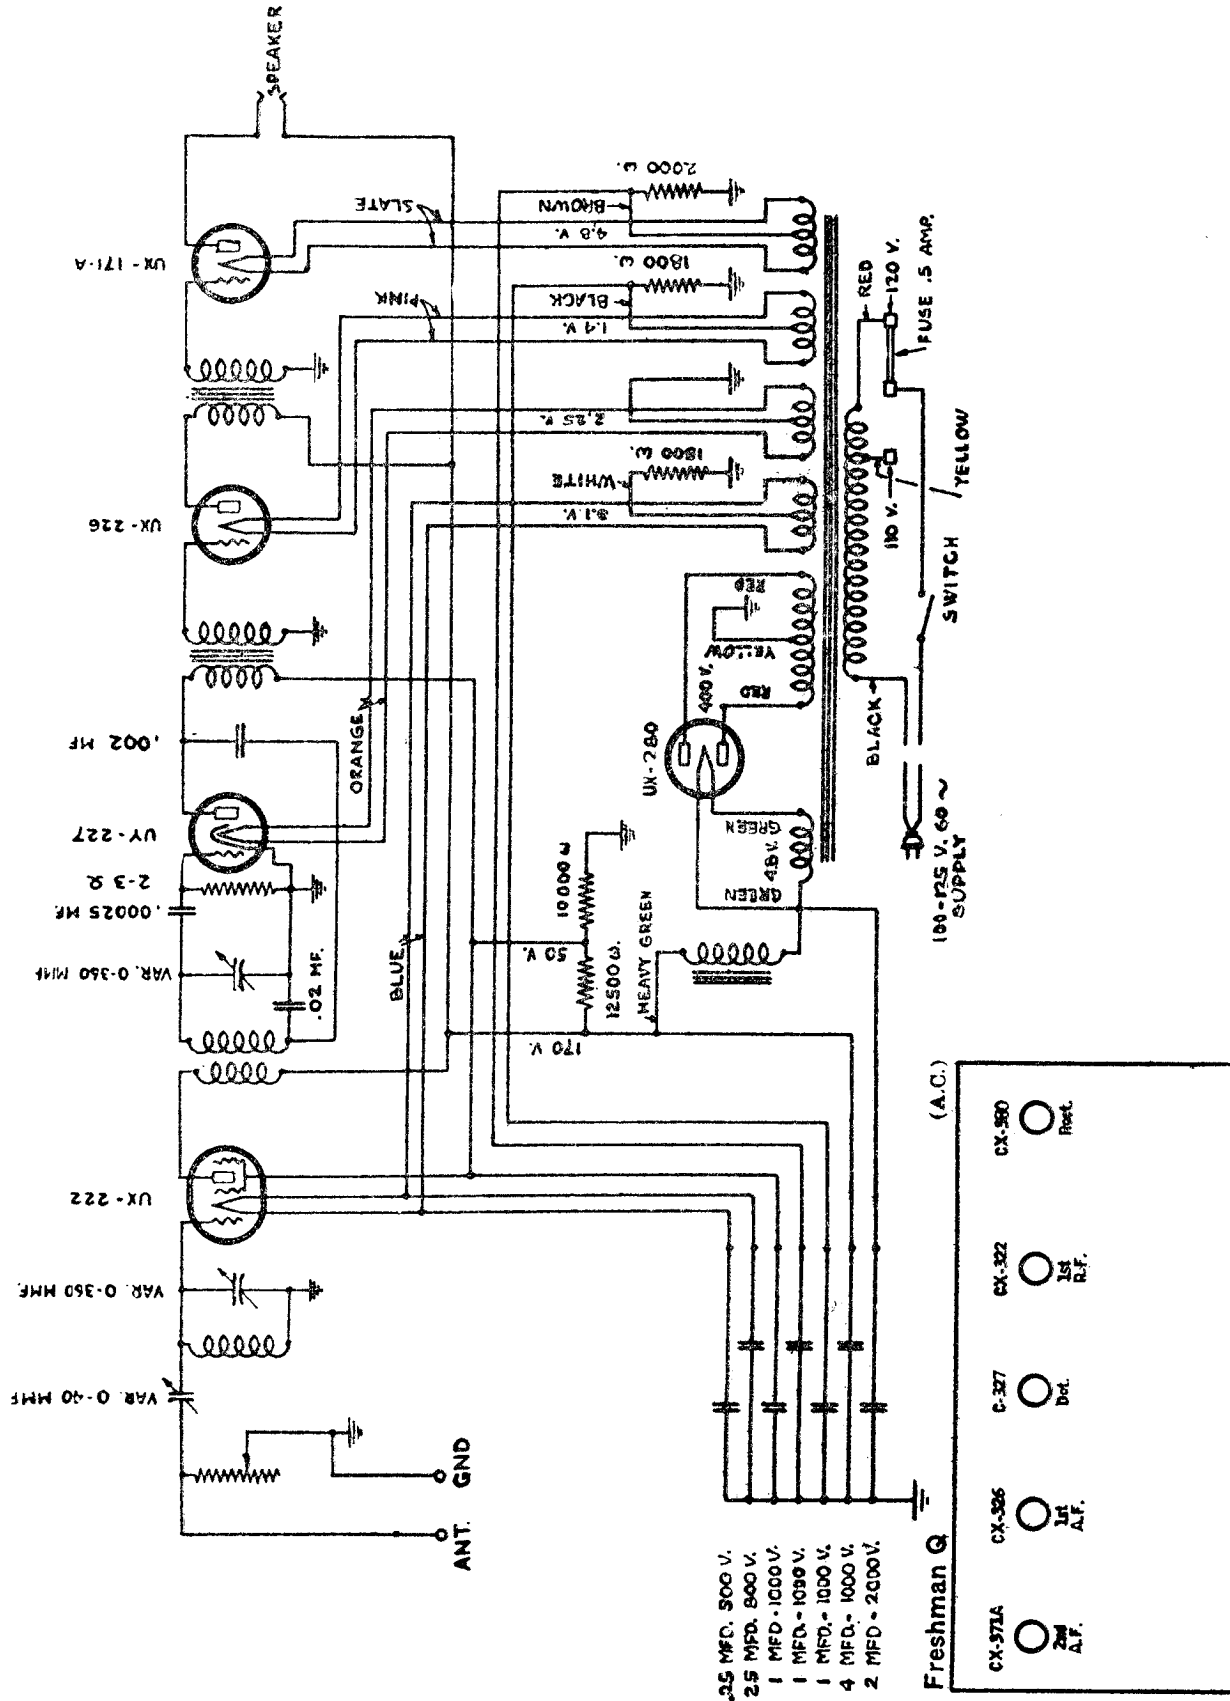 SPEAKER
UX-171-A
UX-226
.002 MF
UY-227
2-3 Ω
.00025 MF.
VAR. 0-360 MMF
.02 MF.
UX-222
VAR. 0-360 MMF.
VAR. 0-40 MMF
ANT.
GND
SLATE
PINK
ORANGE
BLUE
2000 ω.
BROWN
4.8 V.
1800 ω.
BLACK
1.4 V.
2.25 V.
1800 ω.
WHITE
3.1 V.
RED
YELLOW
400 V.
RED
UX-280
GREEN
4.8 V.
GREEN
10000 ω
50 V.
12500 ω.
HEAVY GREEN
170 V.
RED
120 V.
FUSE .5 AMP.
110 V.
YELLOW
SWITCH
BLACK
100-125 V. 60~
SUPPLY
.25 MFD. 500 V.
.25 MFD. 800 V.
1 MFD - 1000 V.
1 MFD. - 1000 V.
1 MFD. - 1000 V.
4 MFD. - 1000 V.
2 MFD - 2000 V.
Freshman Q
(A.C.)
CX-371A
2nd
A.F.
CX-326
1st
A.F.
C-327
Det.
CX-322
1st
R.F.
CX-380
Rect.